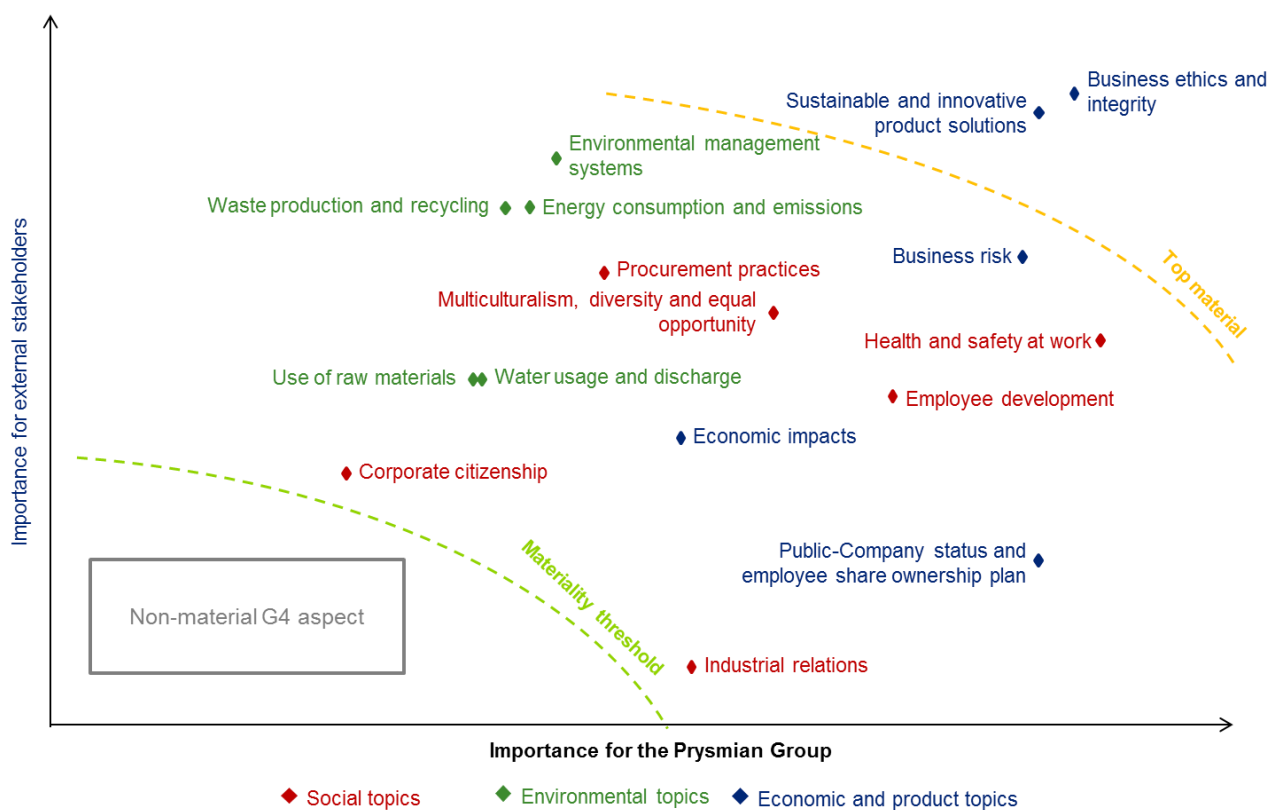 Business ethics and
integrity
Sustainable and innovative
product solutions
Environmental management
systems
Waste production and recycling
Energy consumption and emissions
Business risk
Top material
Procurement practices
Multiculturalism, diversity and equal
opportunity
Health and safety at work
Use of raw materials
Water usage and discharge
Employee development
Economic impacts
Corporate citizenship
Importance for external stakeholders
Materiality threshold
Public-Company status and
employee share ownership plan
Non-material G4 aspect
Industrial relations
Importance for the Prysmian Group
Social topics
Environmental topics
Economic and product topics